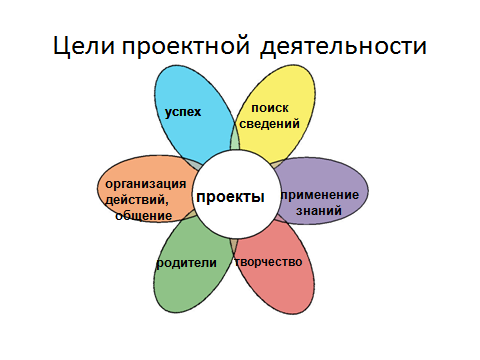 Цели проектной деятельности
успех
поиск
сведений
организация
действий,
общение
проекты
применение
знаний
родители
творчество